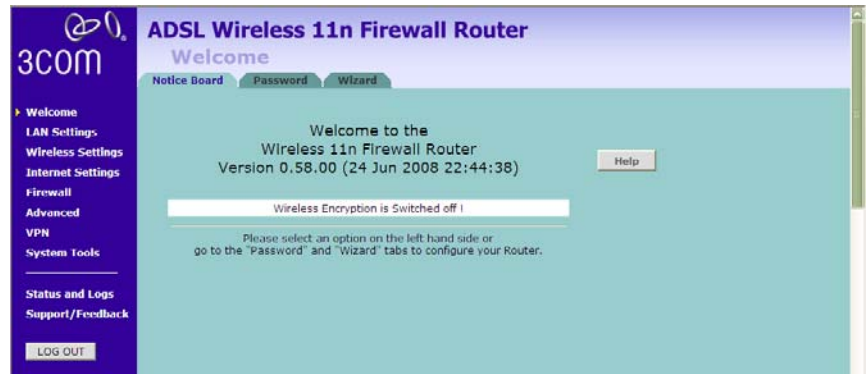 3COM
ADSL Wireless 11n Firewall Router
Welcome
Notice Board
Password
Wizard
Welcome
LAN Settings
Wireless Settings
Internet Settings
Firewall
Advanced
VPN
System Tools
Status and Logs
Support/Feedback
LOG OUT
Welcome to the
Wireless 11n Firewall Router
Version 0.58.00 (24 Jun 2008 22:44:38)
Help
Wireless Encryption is Switched off !
Please select an option on the left hand side or
go to the "Password" and "Wizard" tabs to configure your Router.